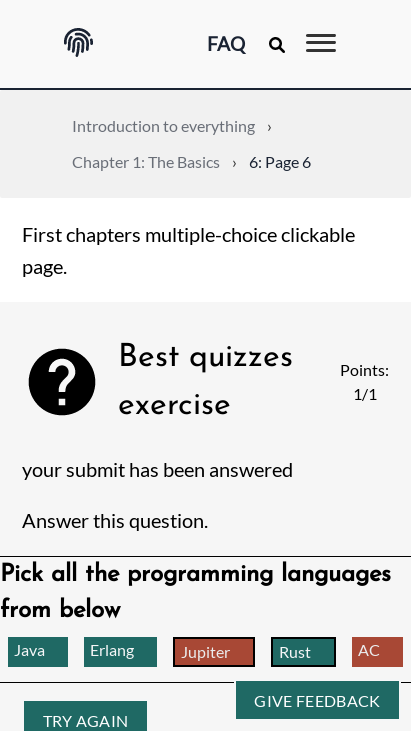 FAQ
Introduction to everything ›
Chapter 1: The Basics › 6: Page 6
First chapters multiple-choice clickable
page.
Best quizzes
exercise
Points:
1/1
your submit has been answered
Answer this question.
Pick all the programming languages
from below
Java Erlang Jupiter Rust AC
GIVE FEEDBACK
TRY AGAIN